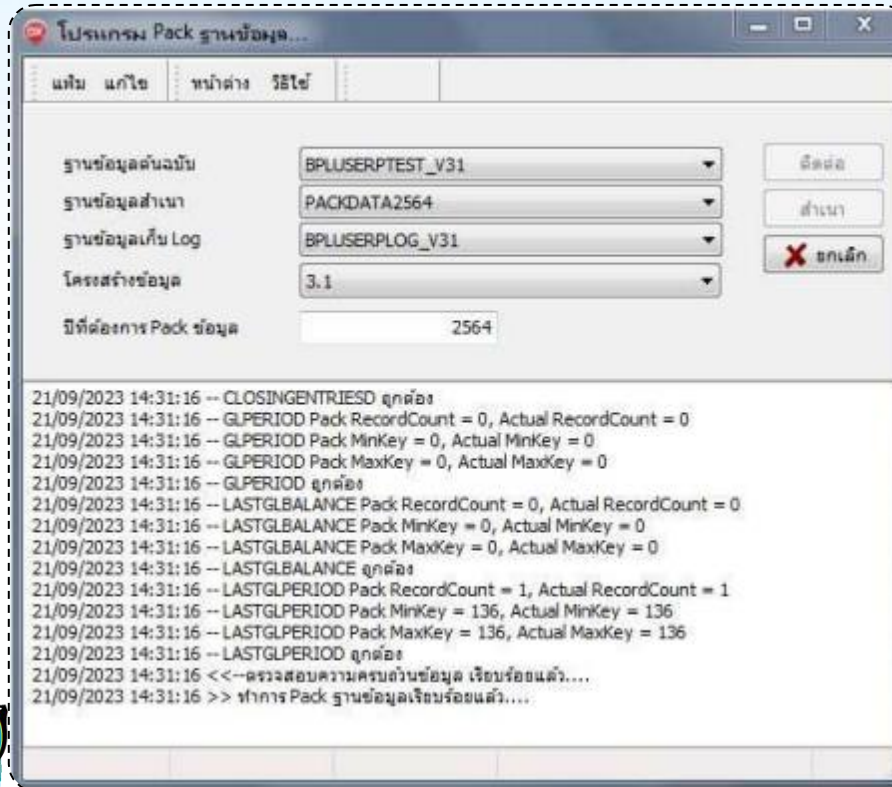 โปรแกรม Pack ฐานข้อมูล...
แฟ้ม แก้ไข หน้าต่าง วิธีใช้
ฐานข้อมูลต้นฉบับ BPLUSERPTEST_V31 ติดต่อ
ฐานข้อมูลสำเนา PACKDATA2564 สำเนา
ฐานข้อมูลเก็บ Log BPLUSERPLOG_V31 ยกเลิก
โครงสร้างข้อมูล 3.1
ปีที่ต้องการ Pack ข้อมูล 2564
21/09/2023 14:31:16 -- CLOSINGENTRIESD ถูกต้อง
21/09/2023 14:31:16 -- GLPERIOD Pack RecordCount = 0, Actual RecordCount = 0
21/09/2023 14:31:16 -- GLPERIOD Pack MinKey = 0, Actual MinKey = 0
21/09/2023 14:31:16 -- GLPERIOD Pack MaxKey = 0, Actual MaxKey = 0
21/09/2023 14:31:16 -- GLPERIOD ถูกต้อง
21/09/2023 14:31:16 -- LASTGLBALANCE Pack RecordCount = 0, Actual RecordCount = 0
21/09/2023 14:31:16 -- LASTGLBALANCE Pack MinKey = 0, Actual MinKey = 0
21/09/2023 14:31:16 -- LASTGLBALANCE Pack MaxKey = 0, Actual MaxKey = 0
21/09/2023 14:31:16 -- LASTGLBALANCE ถูกต้อง
21/09/2023 14:31:16 -- LASTGLPERIOD Pack RecordCount = 1, Actual RecordCount = 1
21/09/2023 14:31:16 -- LASTGLPERIOD Pack MinKey = 136, Actual MinKey = 136
21/09/2023 14:31:16 -- LASTGLPERIOD Pack MaxKey = 136, Actual MaxKey = 136
21/09/2023 14:31:16 -- LASTGLPERIOD ถูกต้อง
21/09/2023 14:31:16 <<--ตรวจสอบความครบถ้วนข้อมูล เรียบร้อยแล้ว....
21/09/2023 14:31:16 >> ทำการ Pack ฐานข้อมูลเรียบร้อยแล้ว....